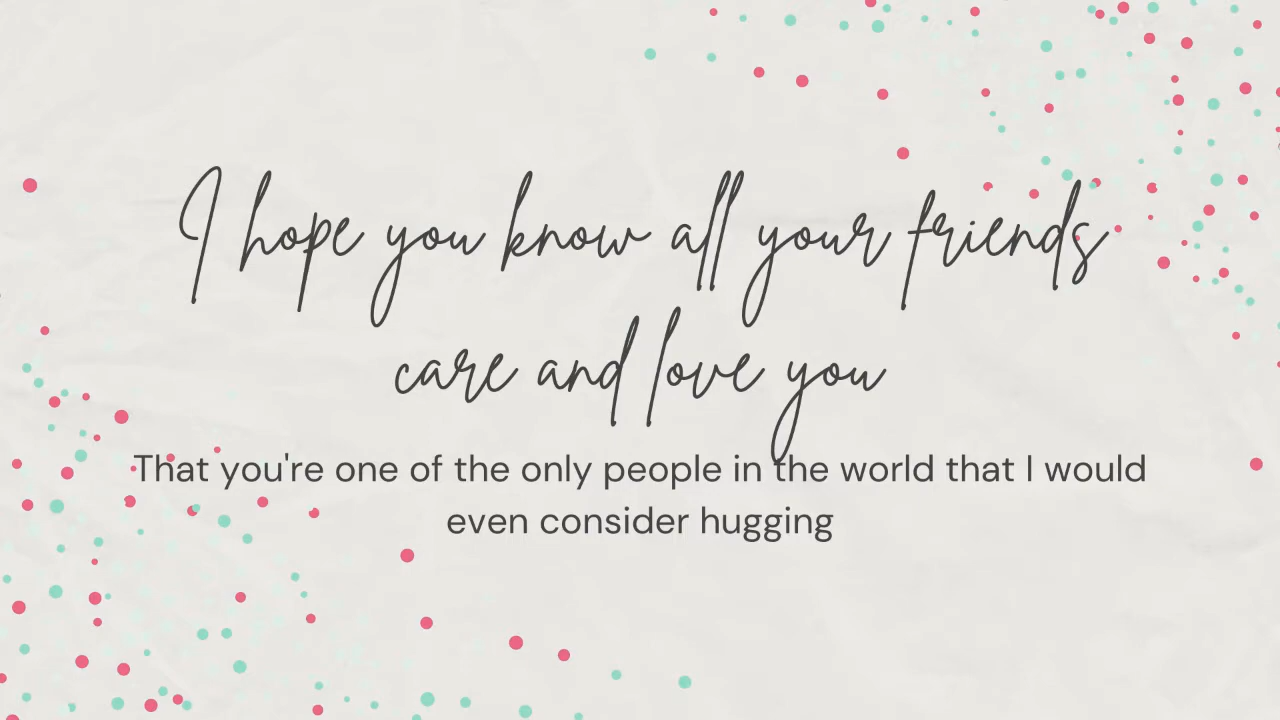 I hope you know all your friends
care and love you
That you're one of the only people in the world that I would
even consider hugging